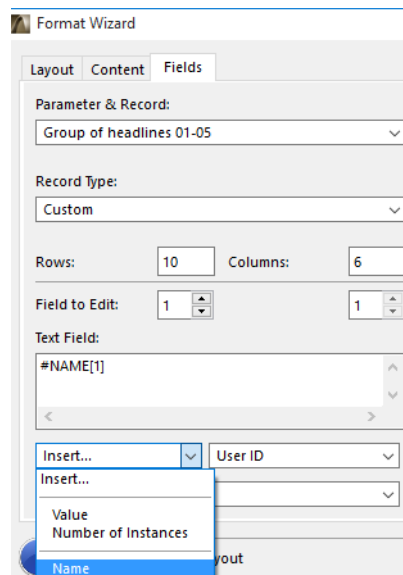 Format Wizard
Layout Content Fields
Parameter & Record:
Group of headlines 01-05
Record Type:
Custom
Rows: 10 Columns: 6
Field to Edit: 1 1
Text Field:
#NAME[1]
Insert... User ID
Insert...
Value
Number of Instances
Name
yout